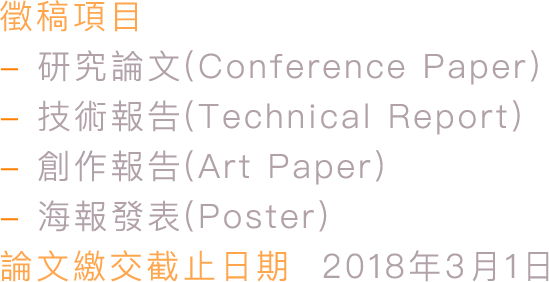 徵稿項目
– 研究論文(Conference Paper)
– 技術報告(Technical Report)
– 創作報告(Art Paper)
– 海報發表(Poster)
論文繳交截止日期 2018年3月1日